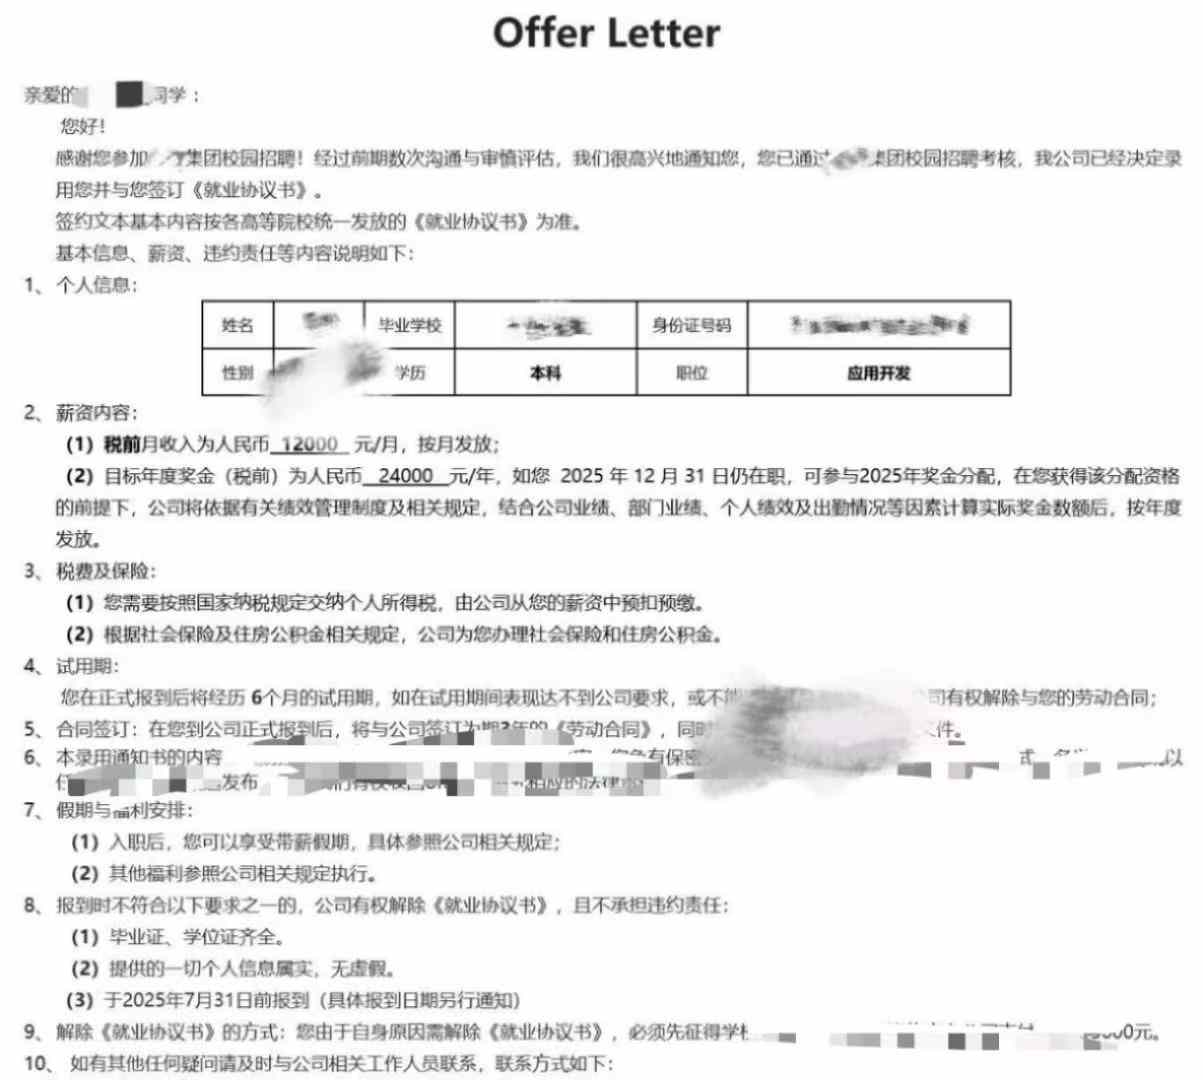 Offer Letter
亲爱的 同学：
您好！
感谢您参加 集团校园招聘！经过前期数次沟通与审慎评估，我们很高兴地通知您，您已通过 集团校园招聘考核，我公司已经决定录
用您并与您签订《就业协议书》。
签约文本基本内容按各高等院校统一发放的《就业协议书》为准。
基本信息、薪资、违约责任等内容说明如下：
1、 个人信息：
姓名 毕业学校 身份证号码
性别 学历 本科 职位 应用开发
2、 薪资内容：
（1）税前月收入为人民币 12000 元/月，按月发放；
（2）目标年度奖金（税前）为人民币 24000 元/年，如您 2025 年 12 月 31 日仍在职，可参与2025年奖金分配，在您获得该分配资格
的前提下，公司将依据有关绩效管理制度及相关规定，结合公司业绩、部门业绩、个人绩效及出勤情况等因素计算实际奖金数额后，按年度
发放。
3、 税费及保险：
（1）您需要按照国家纳税规定交纳个人所得税，由公司从您的薪资中预扣预缴。
（2）根据社会保险及住房公积金相关规定，公司为您办理社会保险和住房公积金。
4、 试用期：
您在正式报到后将经历 6个月的试用期，如在试用期间表现达不到公司要求，或不能 司有权解除与您的劳动合同；
5、 合同签订：在您到公司正式报到后，将与公司签订为期3年的《劳动合同》，同时 件。
6、 本录用通知书的内容 有保密 以
发布 相应的法律
7、 假期与福利安排：
（1）入职后，您可以享受带薪假期，具体参照公司相关规定；
（2）其他福利参照公司相关规定执行。
8、 报到时不符合以下要求之一的，公司有权解除《就业协议书》，且不承担违约责任：
（1）毕业证、学位证齐全。
（2）提供的一切个人信息属实，无虚假。
（3）于2025年7月31日前报到（具体报到日期另行通知）
9、 解除《就业协议书》的方式：您由于自身原因需解除《就业协议书》，必须先征得学校 000元。
10、 如有其他任何疑问请及时与公司相关工作人员联系，联系方式如下：